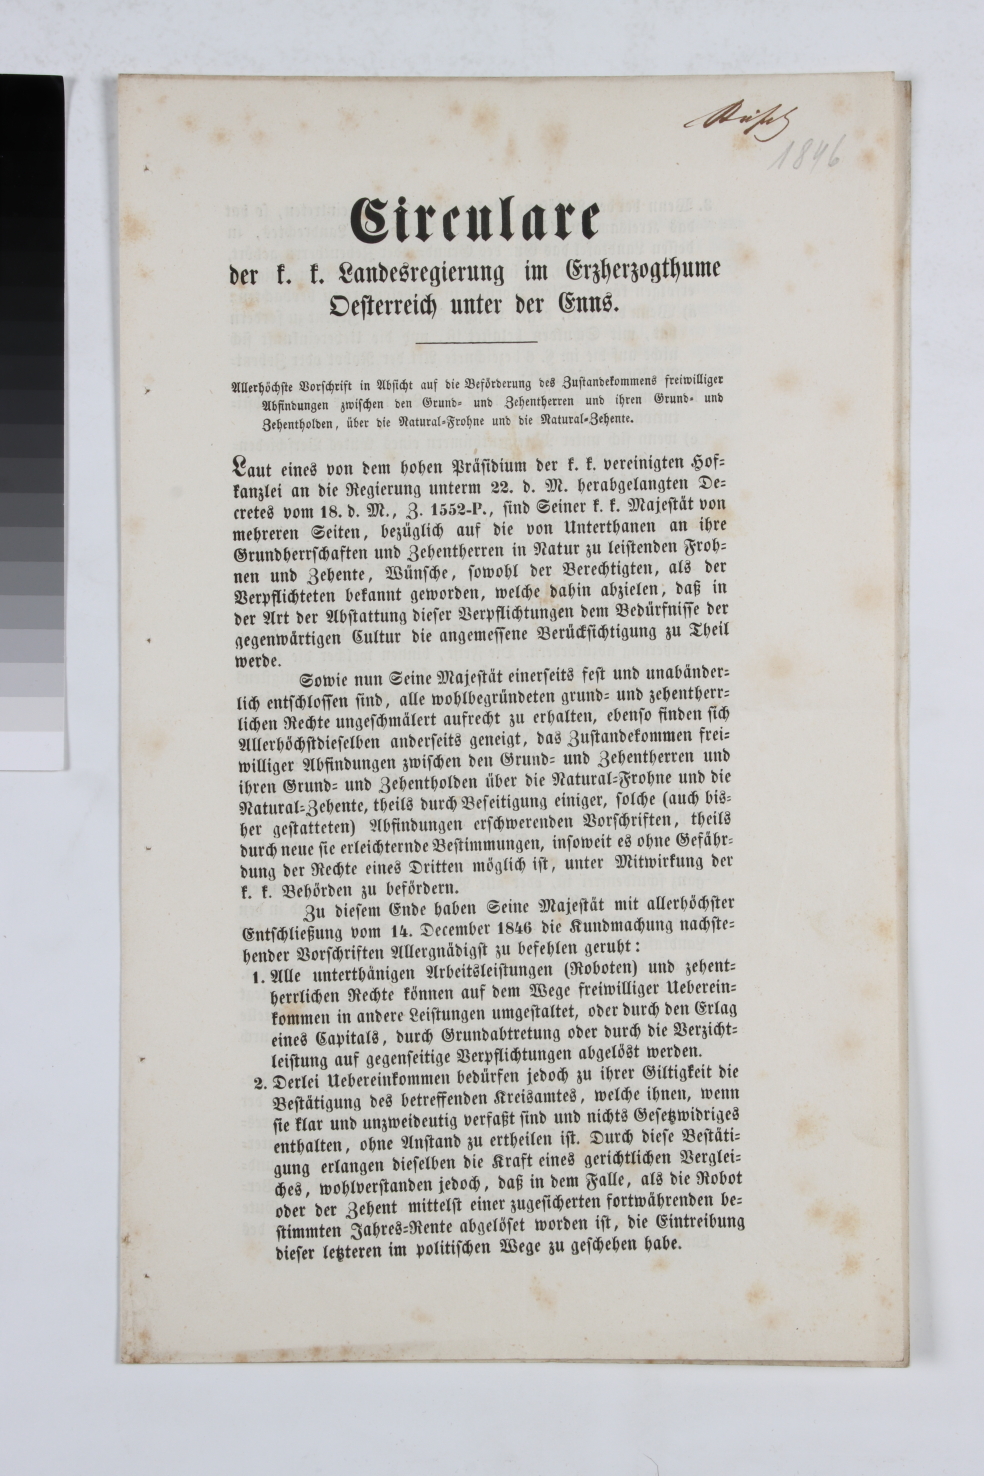 1846
Circulare
der k. k. Landesregierung im Erzherzogthume
Oesterreich unter der Enns.
Allerhöchste Vorschrift in Absicht auf die Beförderung des Zustandekommens freiwilliger
Abfindungen zwischen den Grund- und Zehentherren und ihren Grund- und
Zehentholden, über die Natural-Frohne und die Natural-Zehente.
Laut eines von dem hohen Präsidium der k. k. vereinigten Hof-
kanzlei an die Regierung unterm 22. d. M. herabgelangten De-
cretes vom 18. d. M., Z. 1552-P., sind Seiner k. k. Majestät von
mehreren Seiten, bezüglich auf die von Unterthanen an ihre
Grundherrschaften und Zehentherren in Natur zu leistenden Froh-
nen und Zehente, Wünsche, sowohl der Berechtigten, als der
Verpflichteten bekannt geworden, welche dahin abzielen, daß in
der Art der Abstattung dieser Verpflichtungen dem Bedürfnisse der
gegenwärtigen Cultur die angemessene Berücksichtigung zu Theil
werde.
Sowie nun Seine Majestät einerseits fest und unabänder-
lich entschlossen sind, alle wohlbegründeten grund- und zehentherr-
lichen Rechte ungeschmälert aufrecht zu erhalten, ebenso finden sich
Allerhöchstdieselben anderseits geneigt, das Zustandekommen frei-
williger Abfindungen zwischen den Grund- und Zehentherren und
ihren Grund- und Zehentholden über die Natural-Frohne und die
Natural-Zehente, theils durch Beseitigung einiger, solche (auch bis-
her gestatteten) Abfindungen erschwerenden Vorschriften, theils
durch neue sie erleichternde Bestimmungen, insoweit es ohne Gefähr-
dung der Rechte eines Dritten möglich ist, unter Mitwirkung der
k. k. Behörden zu befördern.
Zu diesem Ende haben Seine Majestät mit allerhöchster
Entschließung vom 14. December 1846 die Kundmachung nachste-
hender Vorschriften Allergnädigst zu befehlen geruht:
1. Alle unterthänigen Arbeitsleistungen (Roboten) und zehent-
herrlichen Rechte können auf dem Wege freiwilliger Ueberein-
kommen in andere Leistungen umgestaltet, oder durch den Erlag
eines Capitals, durch Grundabtretung oder durch die Verzicht-
leistung auf gegenseitige Verpflichtungen abgelöst werden.
2. Derlei Uebereinkommen bedürfen jedoch zu ihrer Giltigkeit die
Bestätigung des betreffenden Kreisamtes, welche ihnen, wenn
sie klar und unzweideutig verfaßt sind und nichts Gesetzwidriges
enthalten, ohne Anstand zu ertheilen ist. Durch diese Bestäti-
gung erlangen dieselben die Kraft eines gerichtlichen Verglei-
ches, wohlverstanden jedoch, daß in dem Falle, als die Robot
oder der Zehent mittelst einer zugesicherten fortwährenden be-
stimmten Jahres-Rente abgelöset worden ist, die Eintreibung
dieser letzteren im politischen Wege zu geschehen habe.